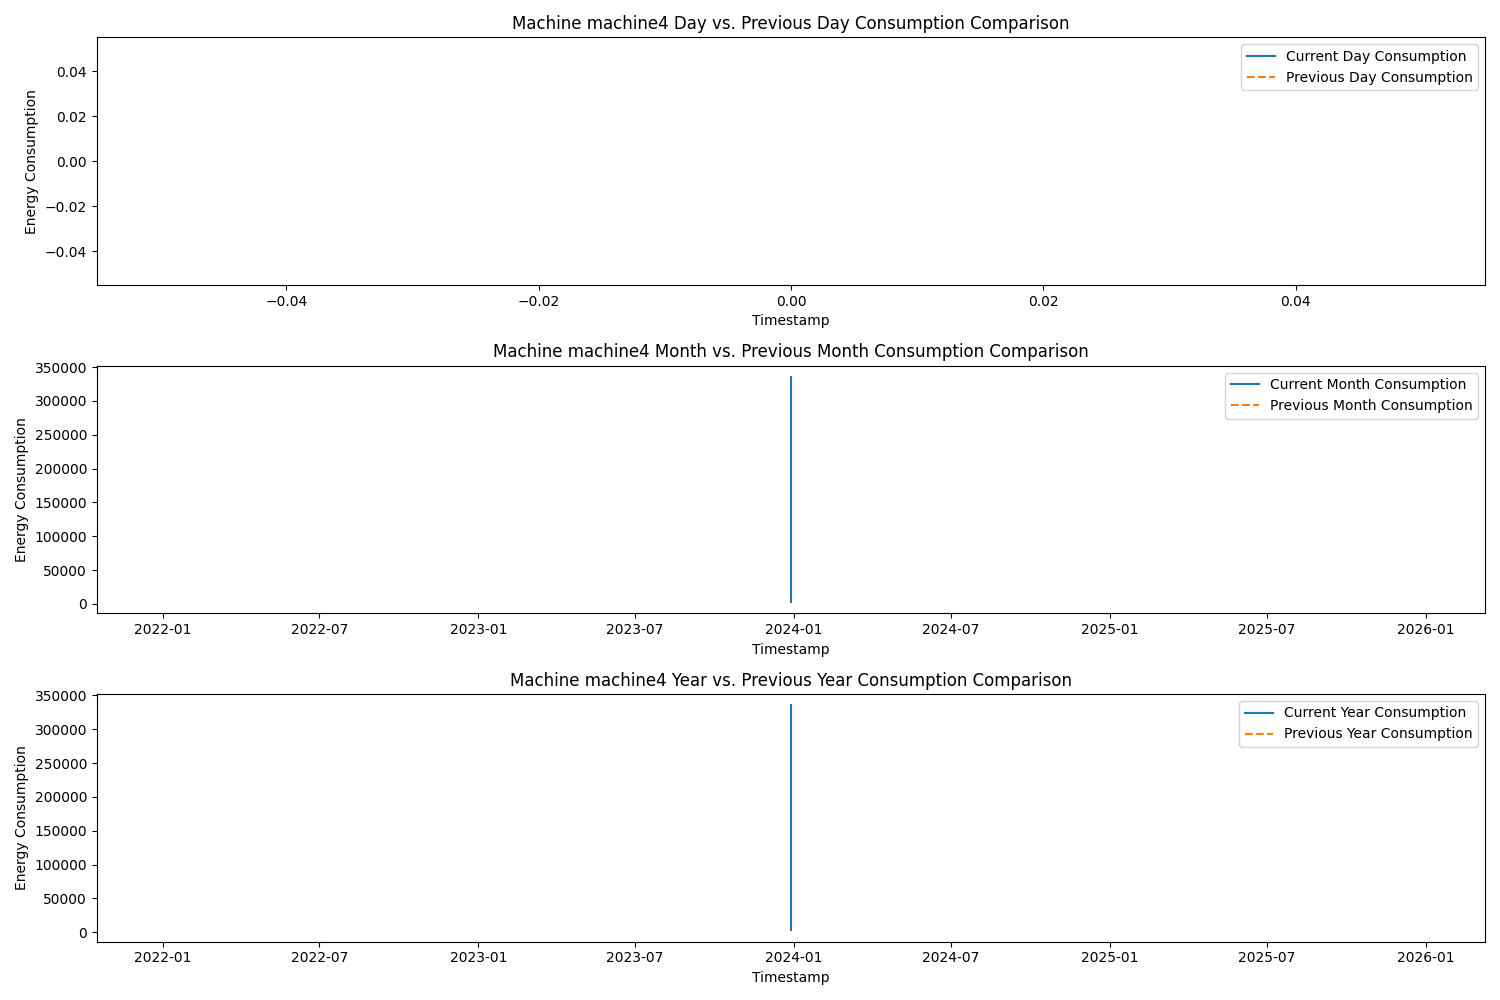 Machine machine4 Day vs. Previous Day Consumption Comparison
Current Day Consumption
Previous Day Consumption
Energy Consumption
0.04
0.02
0.00
−0.02
−0.04
−0.04
−0.02
0.00
0.02
0.04
Timestamp
Machine machine4 Month vs. Previous Month Consumption Comparison
Current Month Consumption
Previous Month Consumption
Energy Consumption
350000
300000
250000
200000
150000
100000
50000
0
2022-01
2022-07
2023-01
2023-07
2024-01
2024-07
2025-01
2025-07
2026-01
Timestamp
Machine machine4 Year vs. Previous Year Consumption Comparison
Current Year Consumption
Previous Year Consumption
Energy Consumption
350000
300000
250000
200000
150000
100000
50000
0
2022-01
2022-07
2023-01
2023-07
2024-01
2024-07
2025-01
2025-07
2026-01
Timestamp